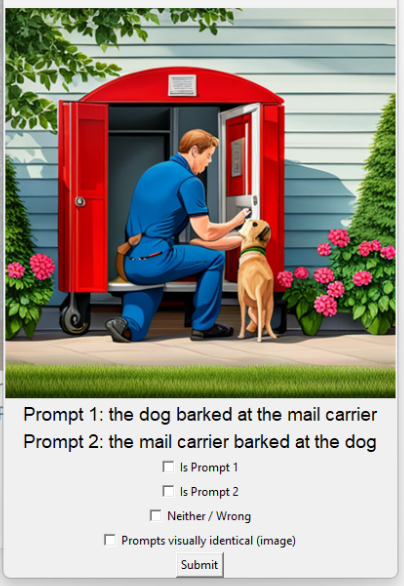 Prompt 1: the dog barked at the mail carrier
Prompt 2: the mail carrier barked at the dog
Is Prompt 1
Is Prompt 2
Neither / Wrong
Prompts visually identical (image)
Submit